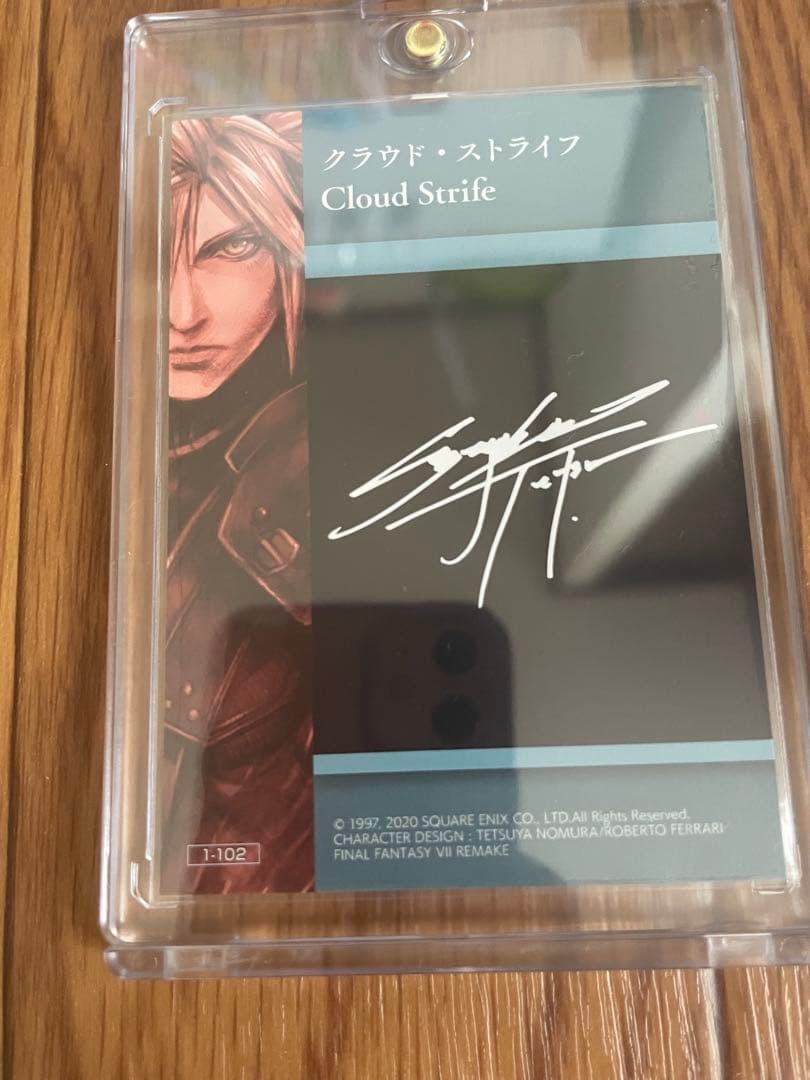 クラウド・ストライフ
Cloud Strife
© 1997, 2020 SQUARE ENIX CO., LTD.All Rights Reserved.
CHARACTER DESIGN : TETSUYA NOMURA/ROBERTO FERRARI
FINAL FANTASY VII REMAKE
1-102